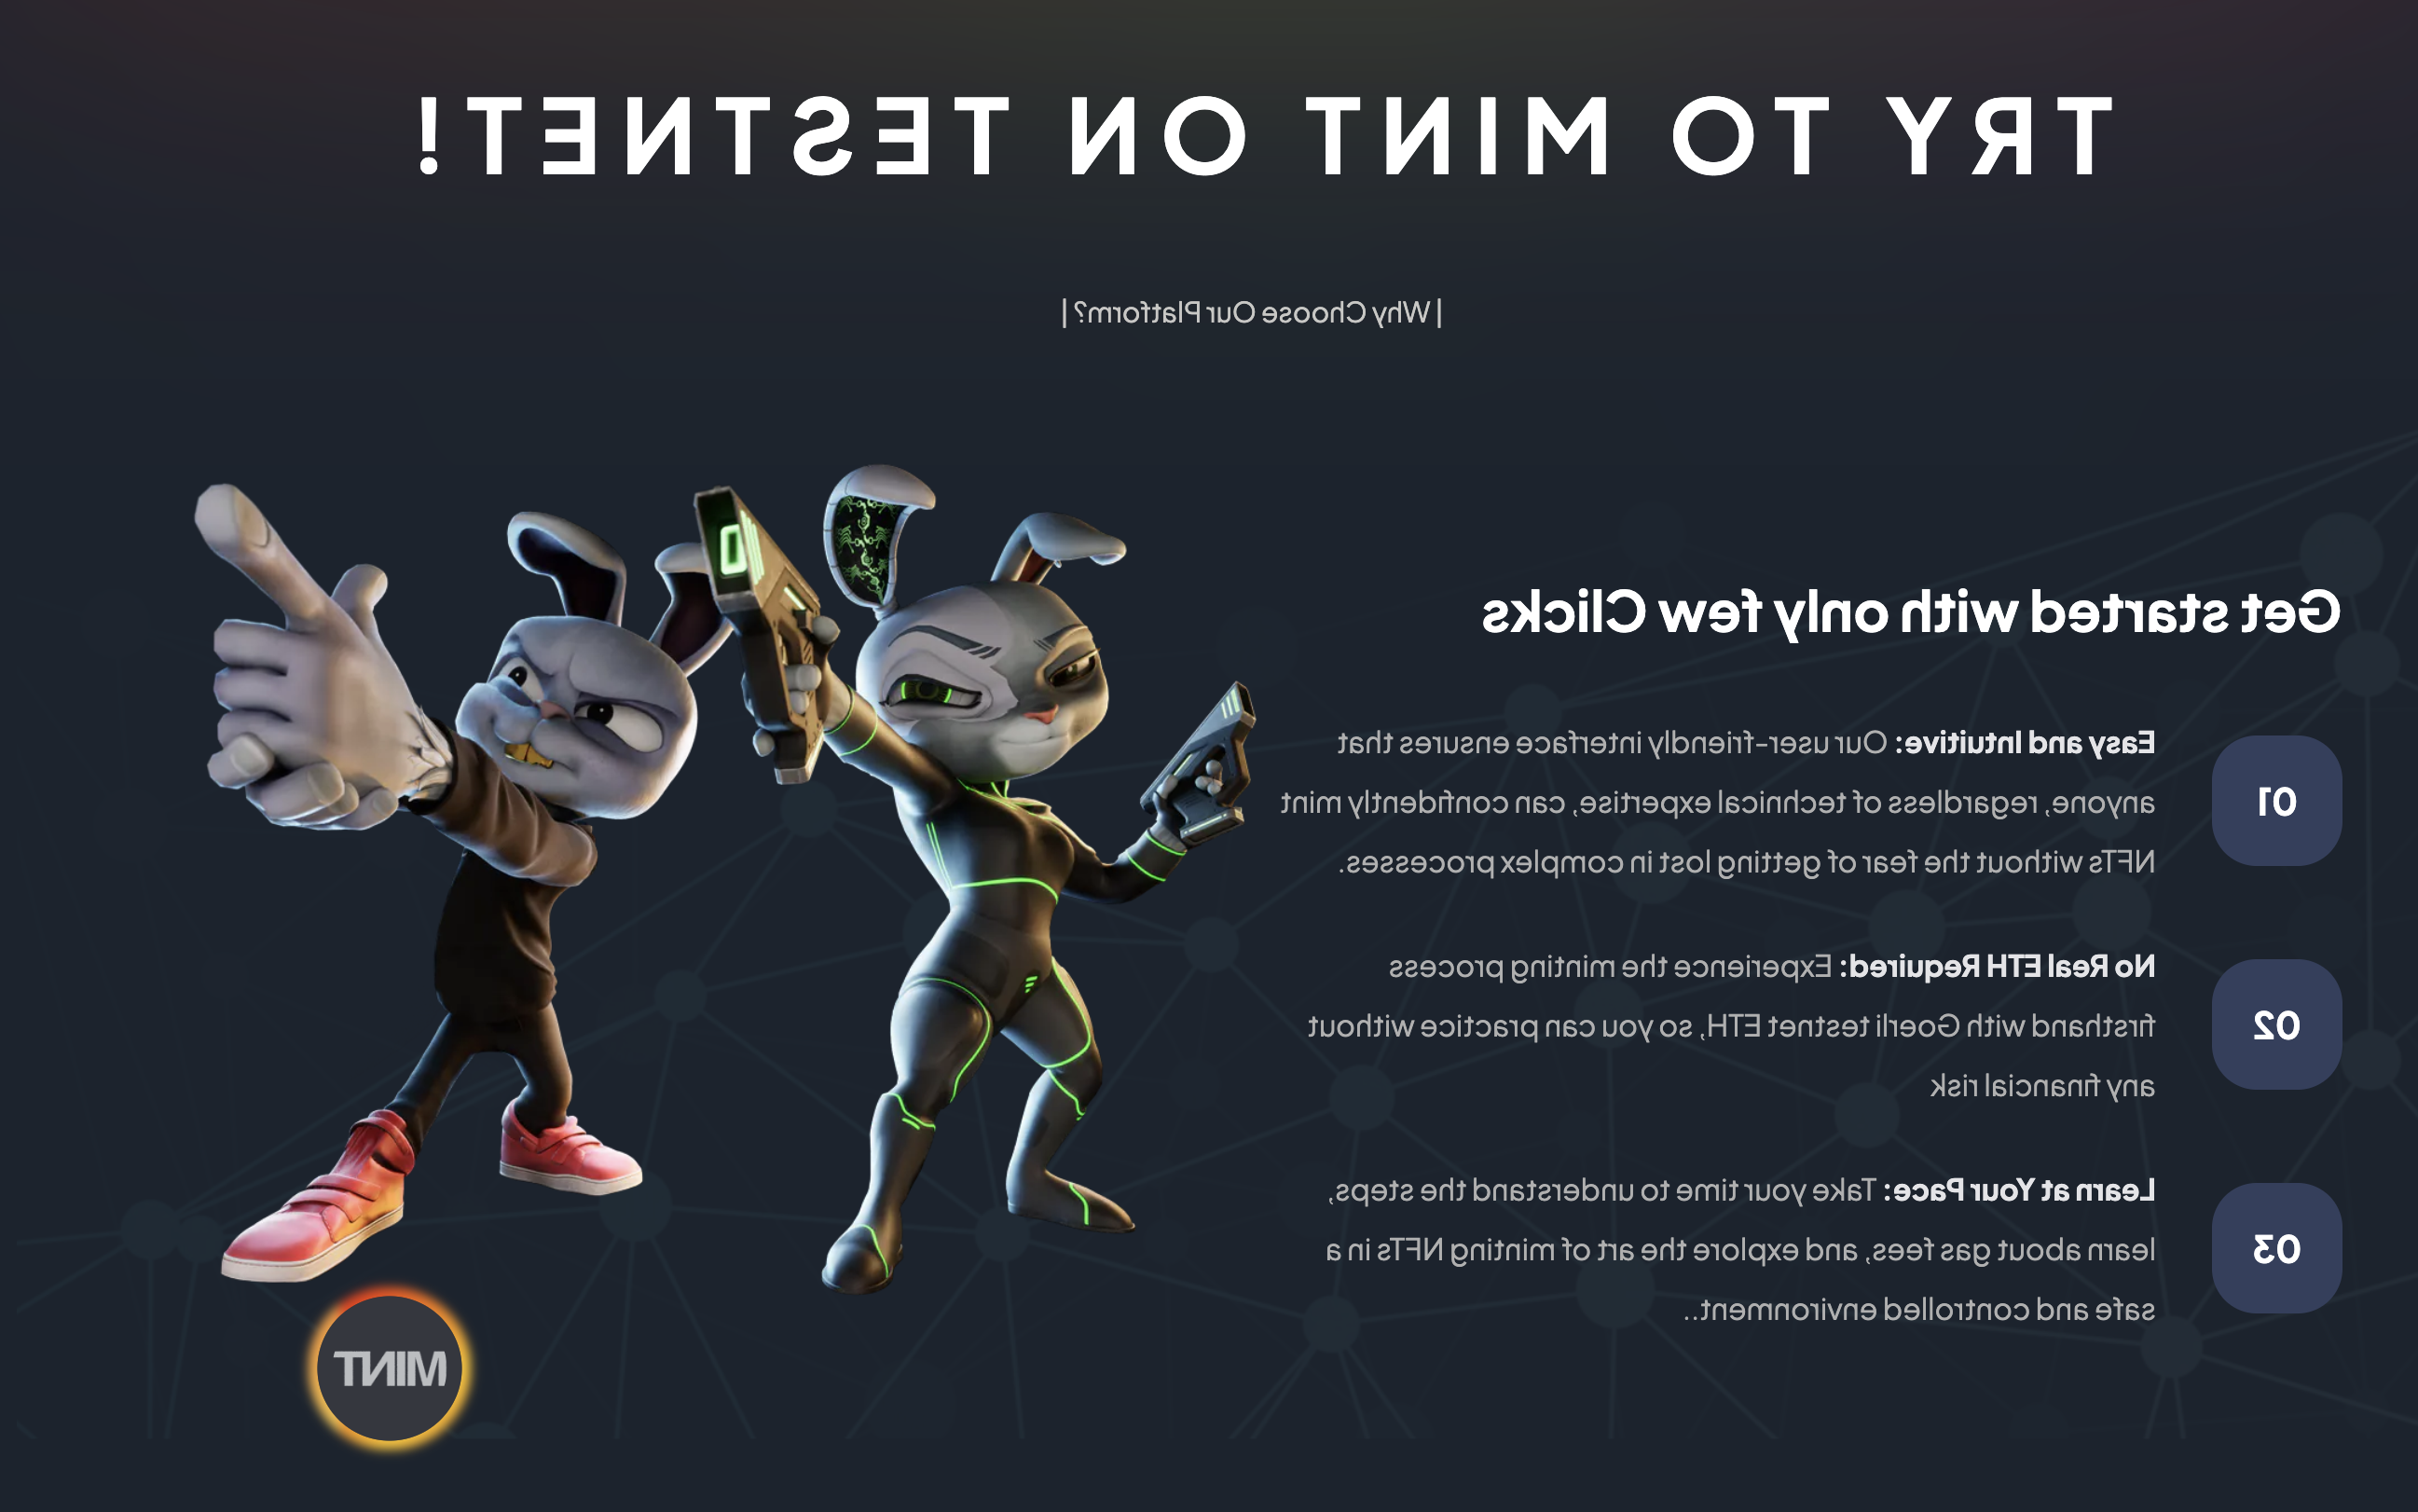 TRY TO MINT ON TESTNET!
| Why Choose Our Platform? |
Get started with only few Clicks
01
Easy and Intuitive: Our user-friendly interface ensures that
anyone, regardless of technical expertise, can confidently mint
NFTs without the fear of getting lost in complex processes.
02
No Real ETH Required: Experience the minting process
firsthand with Goerli testnet ETH, so you can practice without
any financial risk
03
Learn at Your Pace: Take your time to understand the steps,
learn about gas fees, and explore the art of minting NFTs in a
safe and controlled environment..
MINT